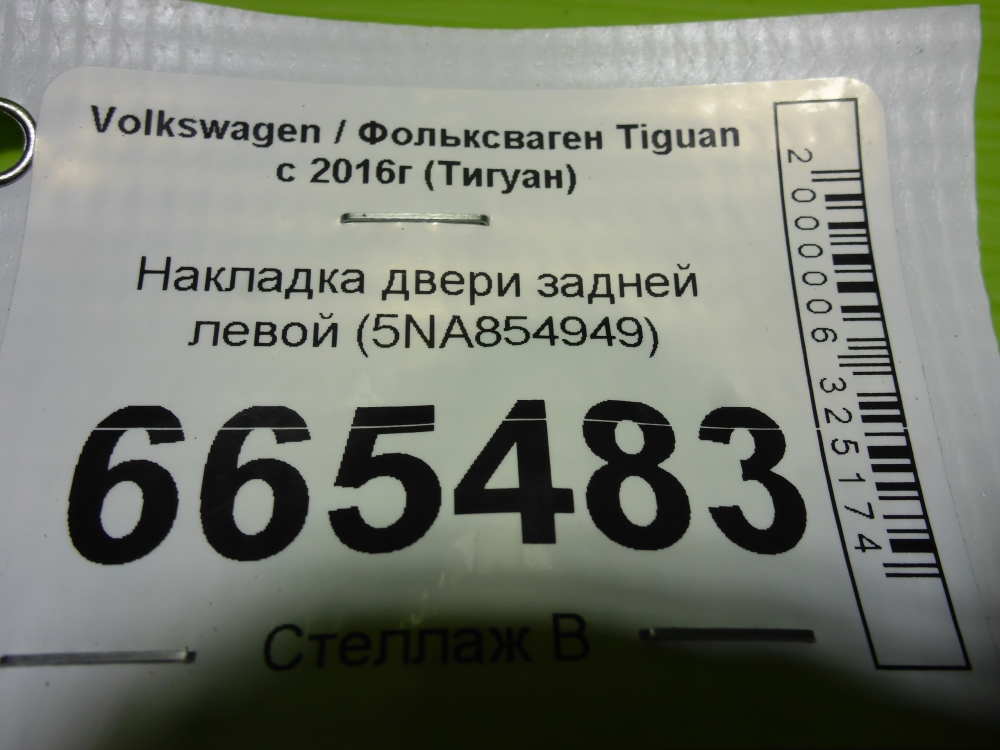 Volkswagen / Фольксваген Tiguan
с 2016г (Тигуан)
Накладка двери задней
левой (5NA854949)
665483
Стеллаж В
2000006325174